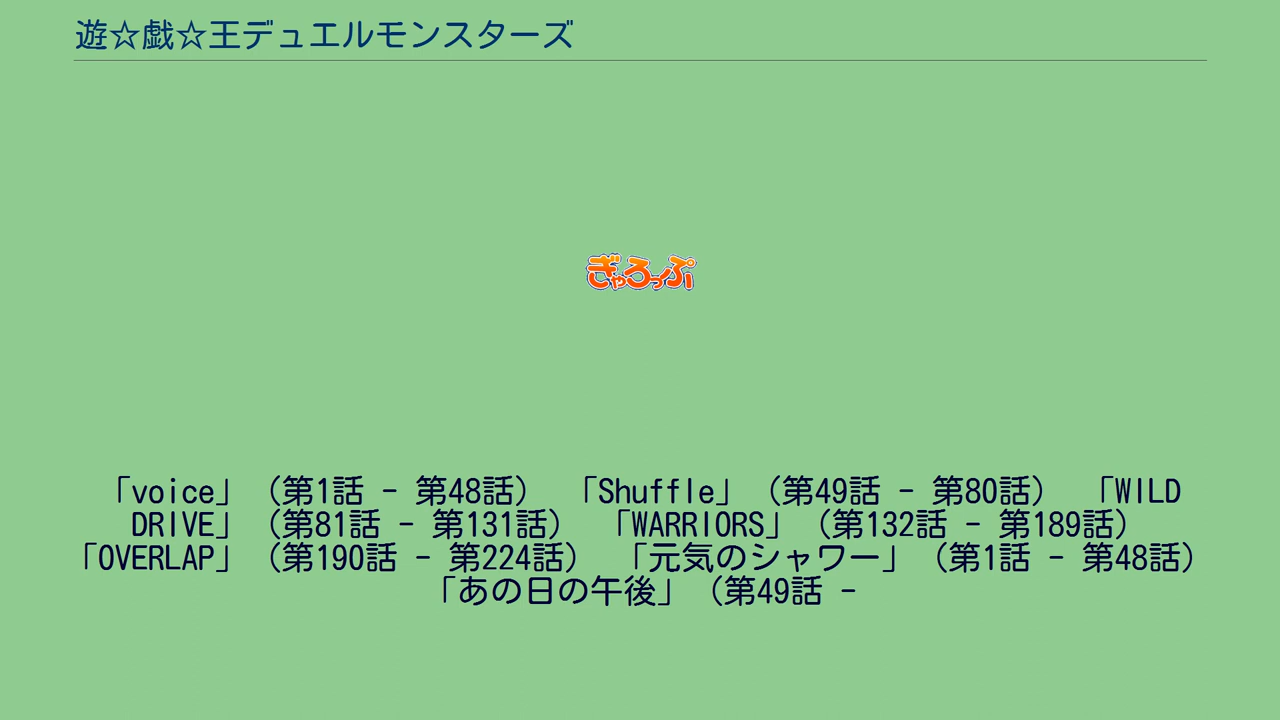 遊☆戯☆王デュエルモンスターズ
ぎゃろっぷ
「voice」（第1話 - 第48話） 「Shuffle」（第49話 - 第80話） 「WILD
DRIVE」（第81話 - 第131話） 「WARRIORS」（第132話 - 第189話）
「OVERLAP」（第190話 - 第224話） 「元気のシャワー」（第1話 - 第48話）
「あの日の午後」（第49話 -